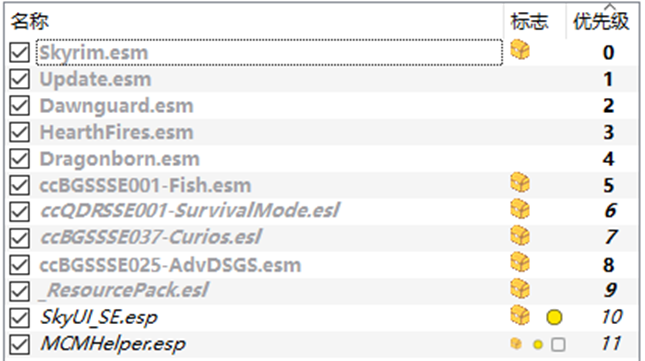 名称 标志 优先级
Skyrim.esm 0
Update.esm 1
Dawnguard.esm 2
HearthFires.esm 3
Dragonborn.esm 4
ccBGSSSE001-Fish.esm 5
ccQDRSSE001-SurvivalMode.esl 6
ccBGSSSE037-Curios.esl 7
ccBGSSSE025-AdvDSGS.esm 8
_ResourcePack.esl 9
SkyUI_SE.esp 10
MCMHelper.esp 11